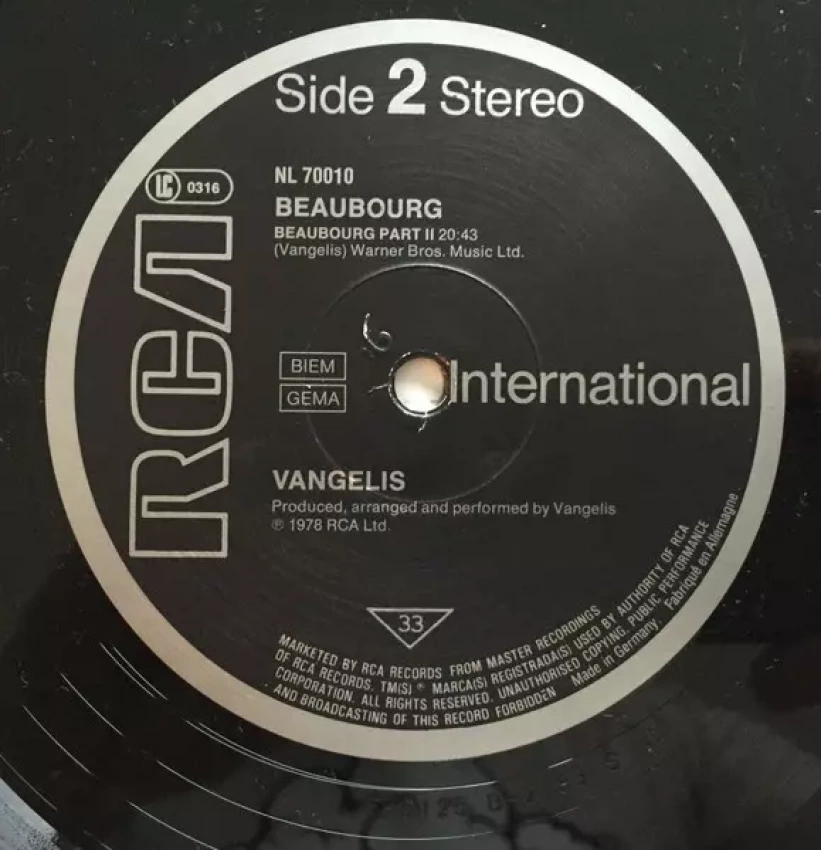 Side 2 Stereo
LC 0316
NL 70010
BEAUBOURG
BEAUBOURG PART II 20:43
(Vangelis) Warner Bros. Music Ltd.
RCA
BIEM
GEMA
International
VANGELIS
Produced, arranged and performed by Vangelis
℗ 1978 RCA Ltd.
33
MARKETED BY RCA RECORDS FROM MASTER RECORDINGS
OF RCA RECORDS. TM(S) ® MARCA(S) REGISTRADA(S) USED BY AUTHORITY OF RCA
CORPORATION. ALL RIGHTS RESERVED. UNAUTHORISED COPYING, PUBLIC PERFORMANCE
AND BROADCASTING OF THIS RECORD FORBIDDEN Made in Germany. Fabriqué en Allemagne